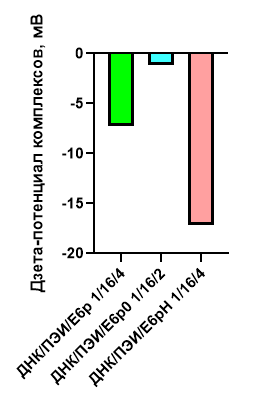 Дзета-потенциал комплексов, мВ
0
-5
-10
-15
-20
ДНК/ПЭИ/Е6р 1/16/4
ДНК/ПЭИ/Е6р0 1/16/2
ДНК/ПЭИ/Е6рН 1/16/4